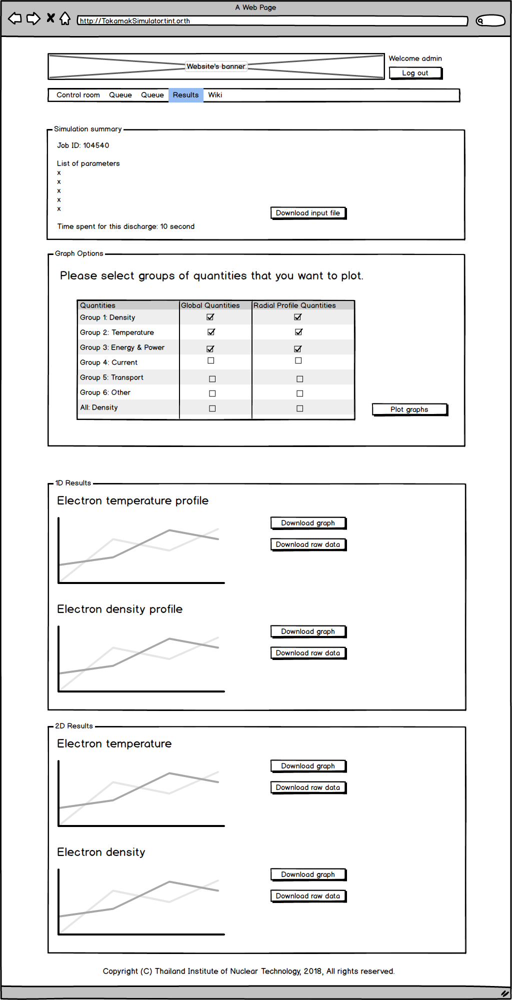 A Web Page
http://TokamakSimulator.tint.or.th
Website's banner
Welcome admin
Log out
Control room Queue Queue Results Wiki
Simulation summary
Job ID: 104540
List of parameters
x
x
x
x
x
Download input file
Time spent for this discharge: 10 second
Graph Options
Please select groups of quantities that you want to plot.
Quantities Global Quantities Radial Profile Quantities
Group 1: Density
Group 2: Temperature
Group 3: Energy & Power
Group 4: Current
Group 5: Transport
Group 6: Other
All: Density
Plot graphs
1D Results
Electron temperature profile
Download graph
Download raw data
Electron density profile
Download graph
Download raw data
2D Results
Electron temperature
Download graph
Download raw data
Electron density
Download graph
Download raw data
Copyright (C) Thailand Institute of Nuclear Technology, 2018, All rights reserved.